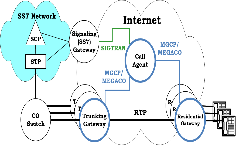 SS7 Network
Internet
Signaling
(SS7)
Gateway
SCP
STP
SIGTRAN
Call
Agent
MGCP/
MEGACO
MGCP/
MEGACO
CO
Switch
Trunking
Gateway
RTP
Residential
Gateway